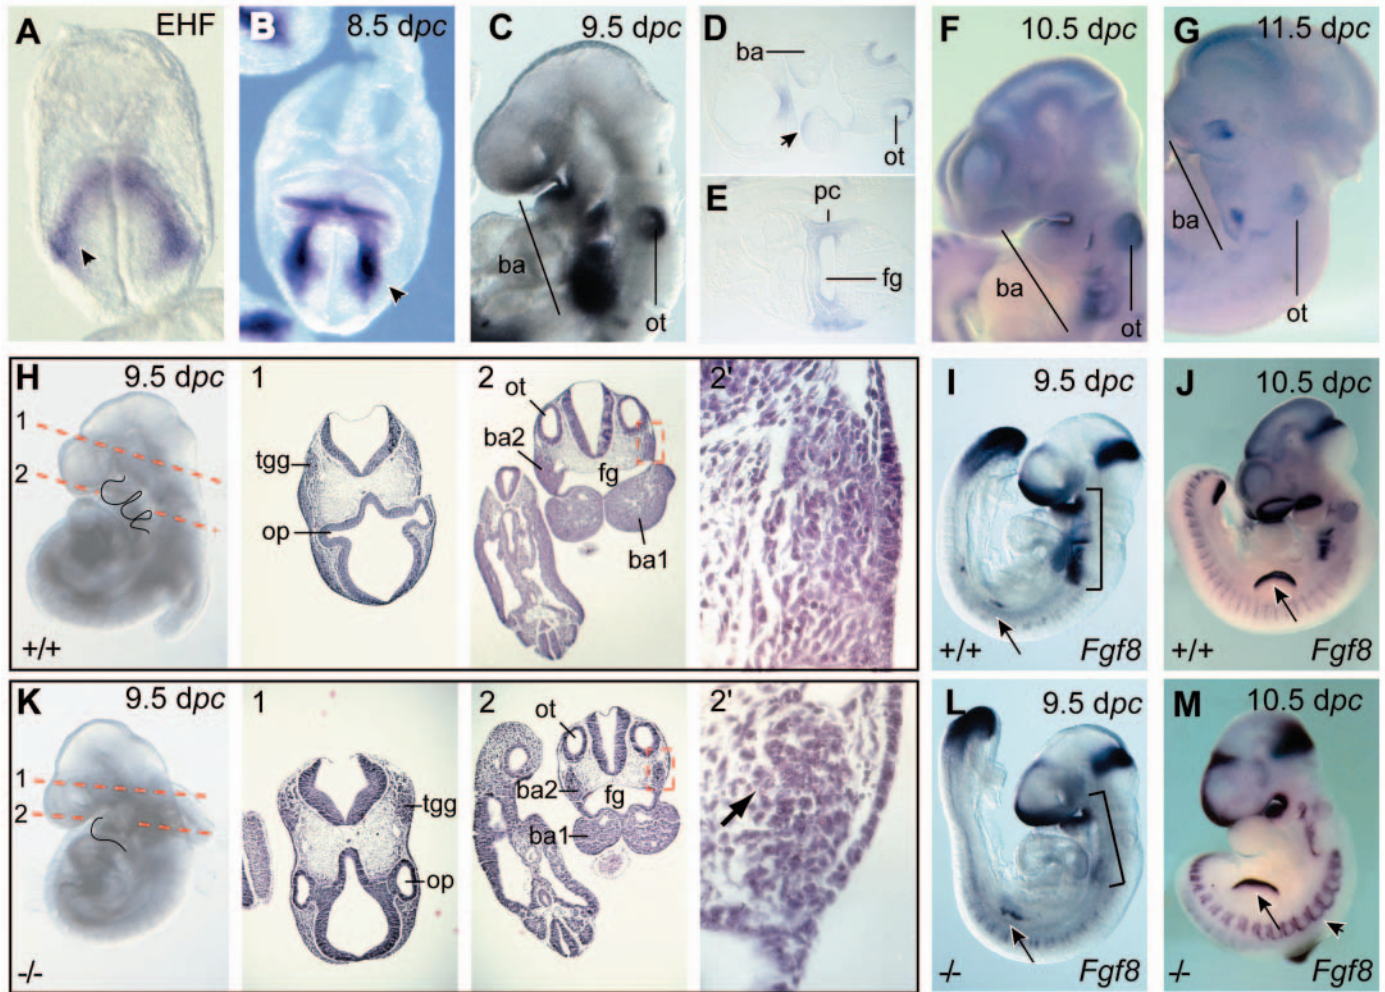 A EHF
B 8.5 dpc
C 9.5 dpc
ba
ot
D
ba
ot
E
pc
fg
F 10.5 dpc
ba
ot
G 11.5 dpc
ba
ot
H 9.5 dpc
1
2
+/+
1
tgg
op
2
ot
ba2
fg
ba1
2'
I 9.5 dpc
+/+ Fgf8
J 10.5 dpc
+/+ Fgf8
K 9.5 dpc
1
2
-/-
1
tgg
op
2
ot
ba2
fg
ba1
2'
L 9.5 dpc
-/- Fgf8
M 10.5 dpc
-/- Fgf8